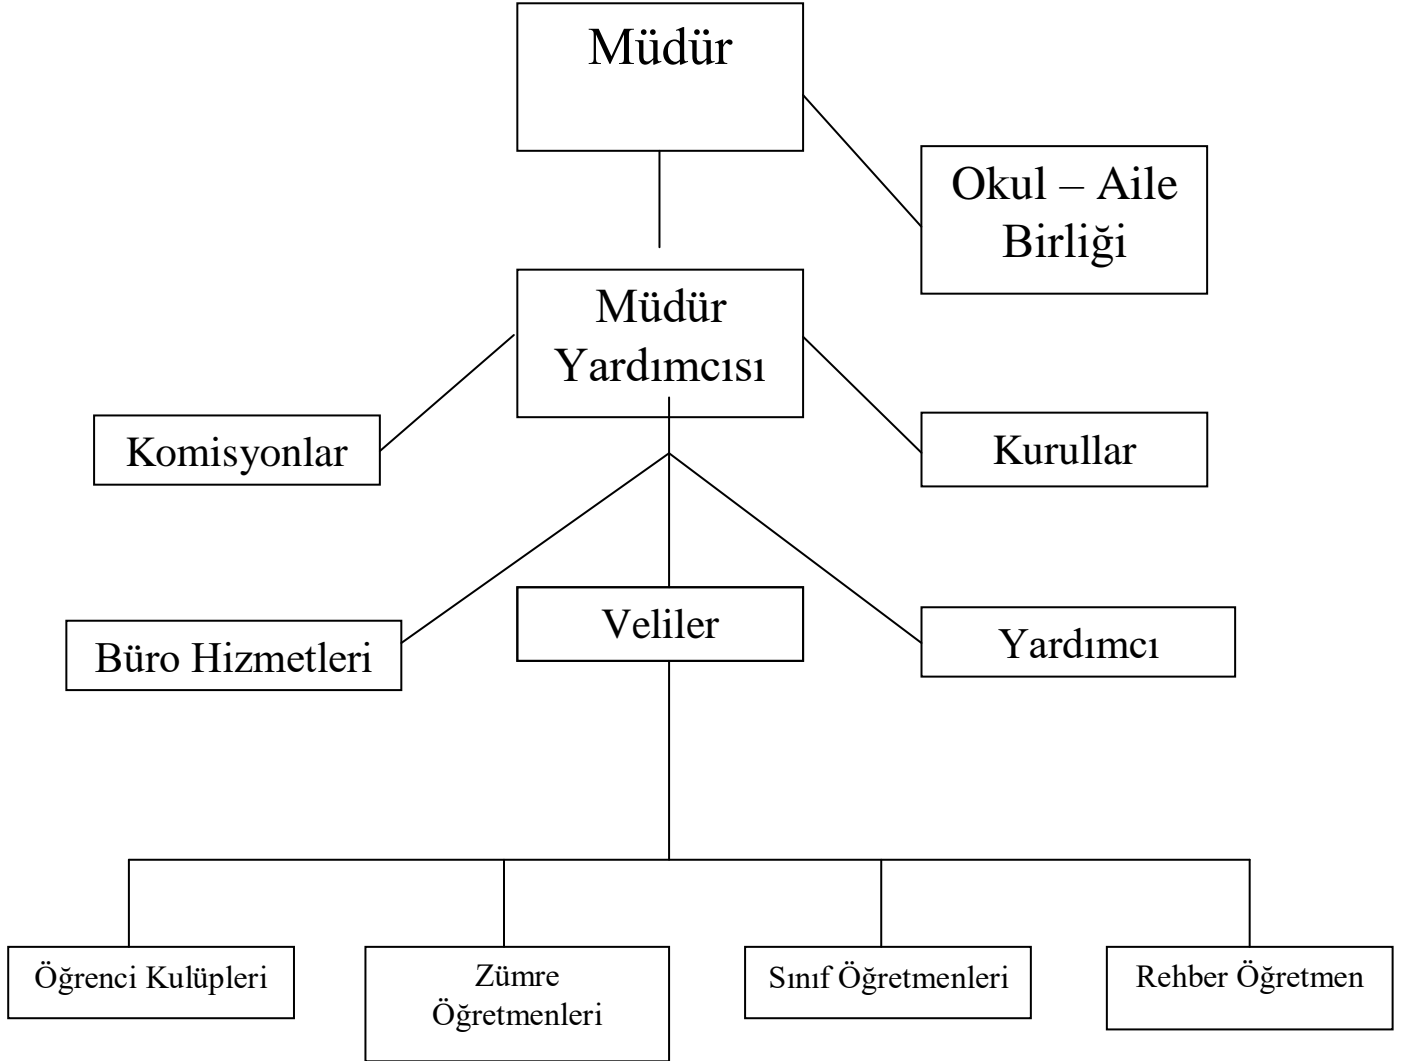 Müdür
Okul – Aile
Birliği
Müdür
Yardımcısı
Komisyonlar
Kurullar
Büro Hizmetleri
Veliler
Yardımcı
Öğrenci Kulüpleri
Zümre
Öğretmenleri
Sınıf Öğretmenleri
Rehber Öğretmen